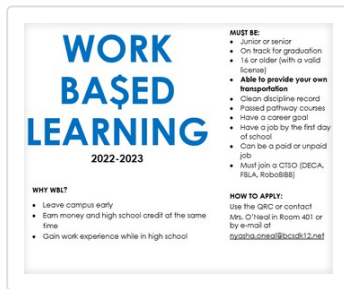 WORK
BA$ED
LEARNING
2022-2023
WHY WBL?
• Leave campus early
• Earn money and high school credit at the same
time
• Gain work experience while in high school
MU$T BE:
• Junior or senior
• On track for graduation
• 16 or older (with a valid
license)
• Able to provide your own
transportation
• Clean discipline record
• Passed pathway courses
• Have a career goal
• Have a job by the first day
of school
• Can be a paid or unpaid
job
• Must join a CTSO (DECA,
FBLA, RoboBIBB)
HOW TO APPLY:
Use the QRC or contact
Mrs. O'Neal in Room 401 or
by e-mail at
nyasha.oneal@bcsdk12.net